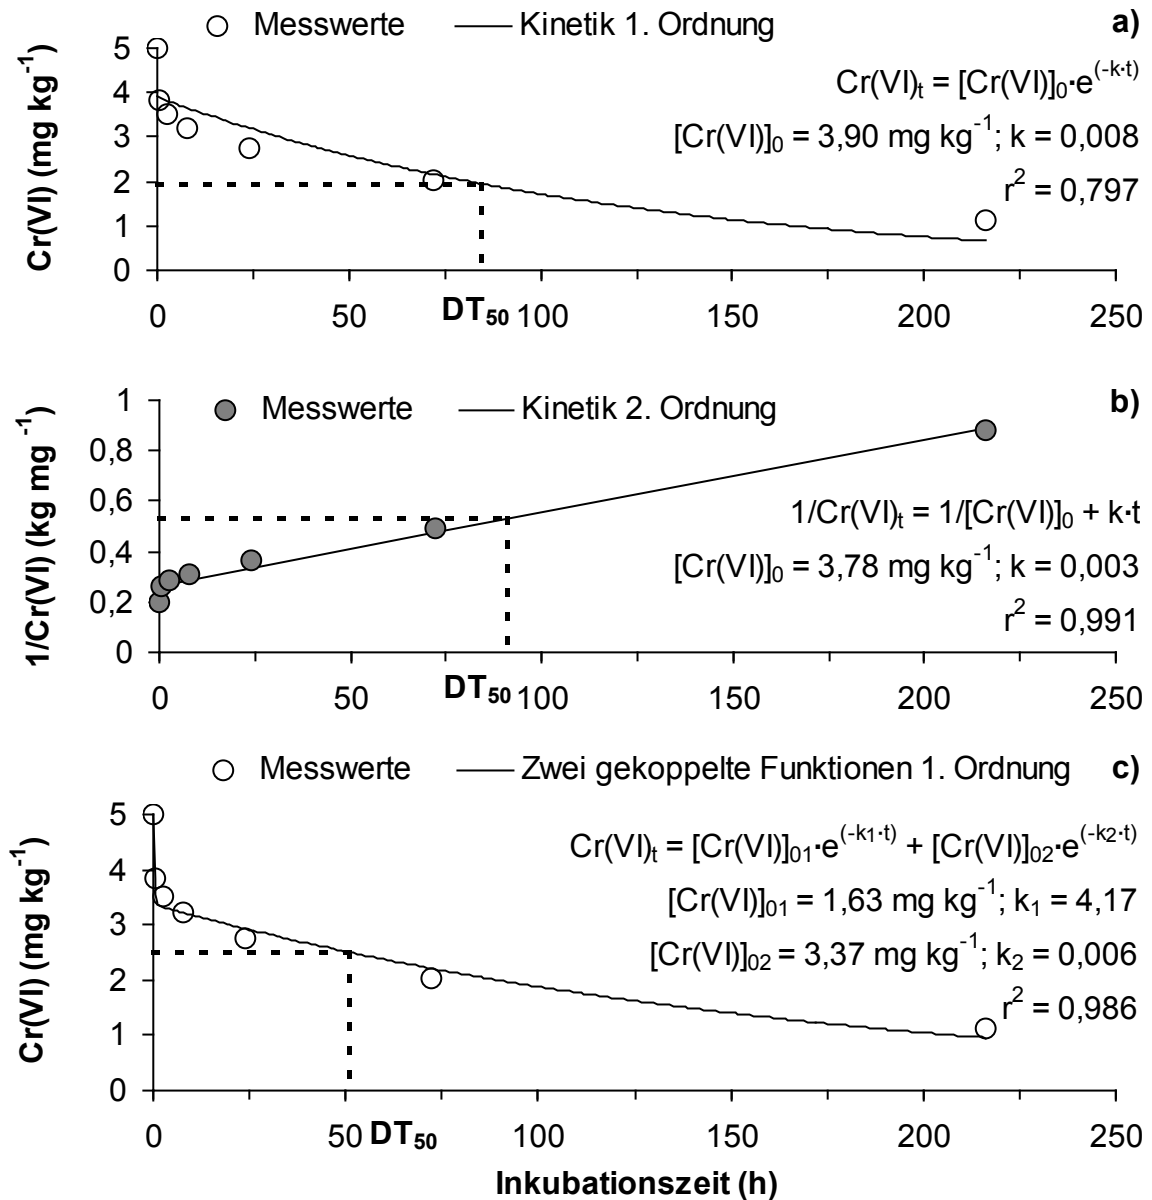 Messwerte Kinetik 1. Ordnung a)
Cr(VI) (mg kg⁻¹)
5
4
3
2
1
0
Cr(VI)ₜ = [Cr(VI)]₀·e^(-k·t)
[Cr(VI)]₀ = 3,90 mg kg⁻¹; k = 0,008
r² = 0,797
0 50 DT₅₀ 100 150 200 250
Messwerte Kinetik 2. Ordnung b)
1/Cr(VI) (kg mg ⁻¹)
1
0,8
0,6
0,4
0,2
0
1/Cr(VI)ₜ = 1/[Cr(VI)]₀ + k·t
[Cr(VI)]₀ = 3,78 mg kg⁻¹; k = 0,003
r² = 0,991
0 50 DT₅₀ 100 150 200 250
Messwerte Zwei gekoppelte Funktionen 1. Ordnung c)
Cr(VI) (mg kg⁻¹)
5
4
3
2
1
0
Cr(VI)ₜ = [Cr(VI)]₀₁·e^(-k₁·t) + [Cr(VI)]₀₂·e^(-k₂·t)
[Cr(VI)]₀₁ = 1,63 mg kg⁻¹; k₁ = 4,17
[Cr(VI)]₀₂ = 3,37 mg kg⁻¹; k₂ = 0,006
r² = 0,986
0 50 DT₅₀ 100 150 200 250
Inkubationszeit (h)